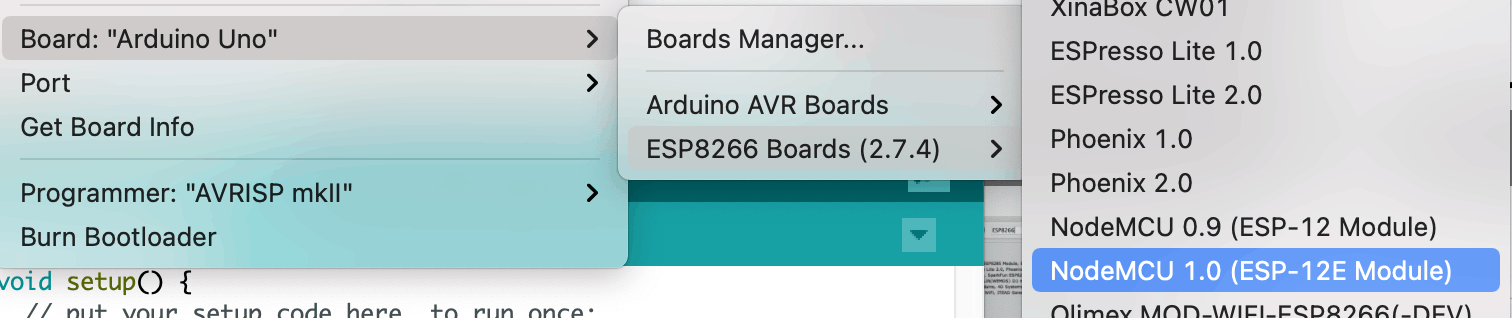 Board: "Arduino Uno"
Port
Get Board Info
Programmer: "AVRISP mkII"
Burn Bootloader
void setup() {
// put your setup code here, to run once:
Boards Manager...
Arduino AVR Boards
ESP8266 Boards (2.7.4)
ESP8266
XinaBox CW01
ESPresso Lite 1.0
ESPresso Lite 2.0
Phoenix 1.0
Phoenix 2.0
NodeMCU 0.9 (ESP-12 Module)
NodeMCU 1.0 (ESP-12E Module)
Olimex MOD-WIFI-ESP8266(-DEV)